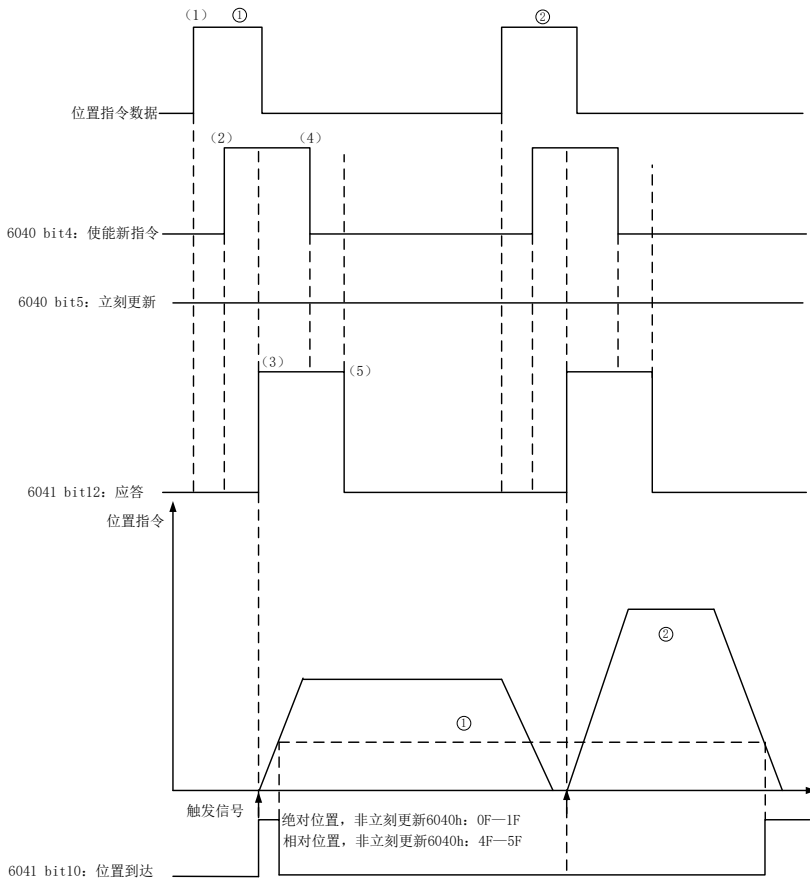 (1)
①
②
位置指令数据
(2)
(4)
6040 bit4: 使能新指令
6040 bit5: 立刻更新
(3)
(5)
6041 bit12: 应答
位置指令
②
①
触发信号
绝对位置, 非立刻更新6040h: 0F—1F
相对位置, 非立刻更新6040h: 4F—5F
6041 bit10: 位置到达